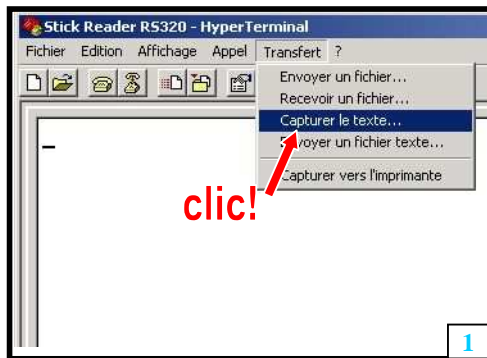 Stick Reader RS320 - HyperTerminal
Fichier Edition Affichage Appel Transfert ?
Envoyer un fichier...
Recevoir un fichier...
Capturer le texte...
Envoyer un fichier texte...
Capturer vers l'imprimante
clic!
1